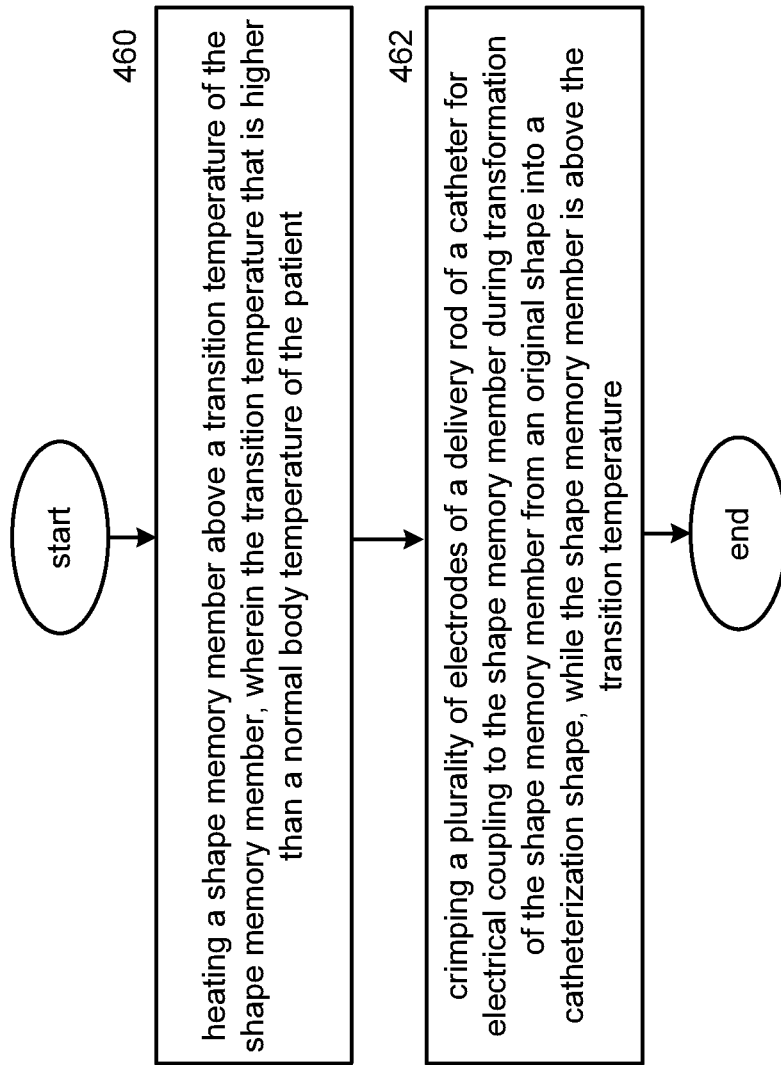 start
460
heating a shape memory member above a transition temperature of the
shape memory member, wherein the transition temperature that is higher
than a normal body temperature of the patient
462
crimping a plurality of electrodes of a delivery rod of a catheter for
electrical coupling to the shape memory member during transformation
of the shape memory member from an original shape into a
catheterization shape, while the shape memory member is above the
transition temperature
end